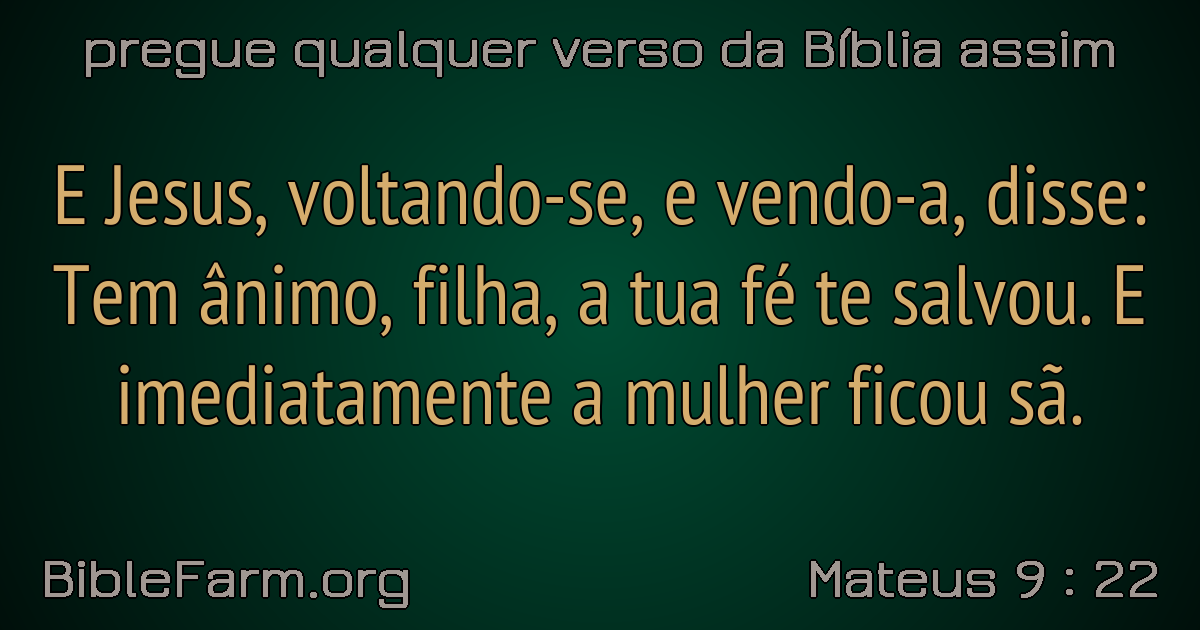 pregue qualquer verso da Bíblia assim
E Jesus, voltando-se, e vendo-a, disse:
Tem ânimo, filha, a tua fé te salvou. E
imediatamente a mulher ficou sã.
BibleFarm.org
Mateus 9 : 22